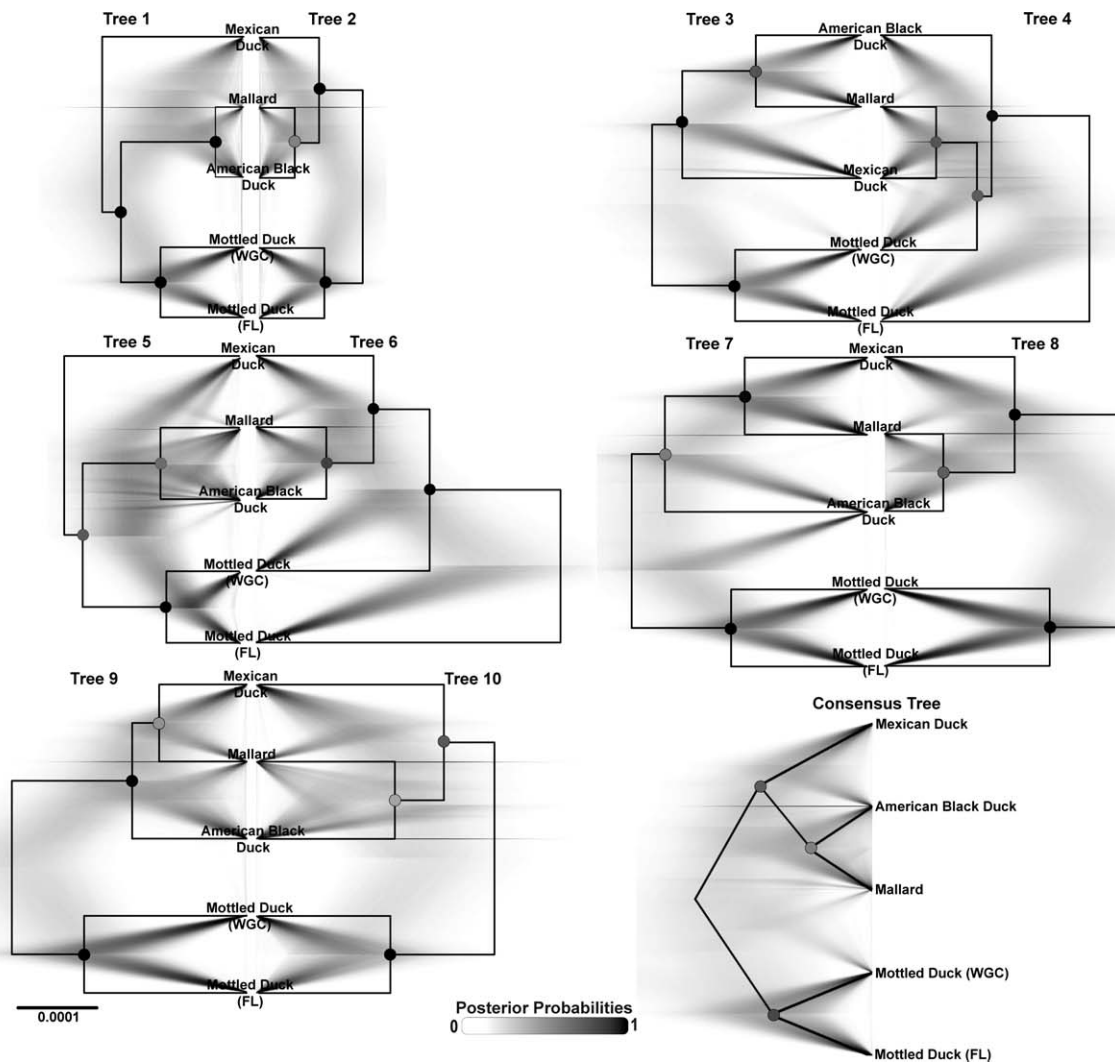 Tree 1
Tree 2
Mexican
Duck
Mallard
American Black
Duck
Mottled Duck
(WGC)
Mottled Duck
(FL)
Tree 3
Tree 4
American Black
Duck
Mallard
Mexican
Duck
Mottled Duck
(WGC)
Mottled Duck
(FL)
Tree 5
Tree 6
Mexican
Duck
Mallard
American Black
Duck
Mottled Duck
(WGC)
Mottled Duck
(FL)
Tree 7
Tree 8
Mexican
Duck
Mallard
American Black
Duck
Mottled Duck
(WGC)
Mottled Duck
(FL)
Tree 9
Tree 10
Mexican
Duck
Mallard
American Black
Duck
Mottled Duck
(WGC)
Mottled Duck
(FL)
0.0001
Consensus Tree
Mexican Duck
American Black Duck
Mallard
Mottled Duck (WGC)
Mottled Duck (FL)
Posterior Probabilities
0 1